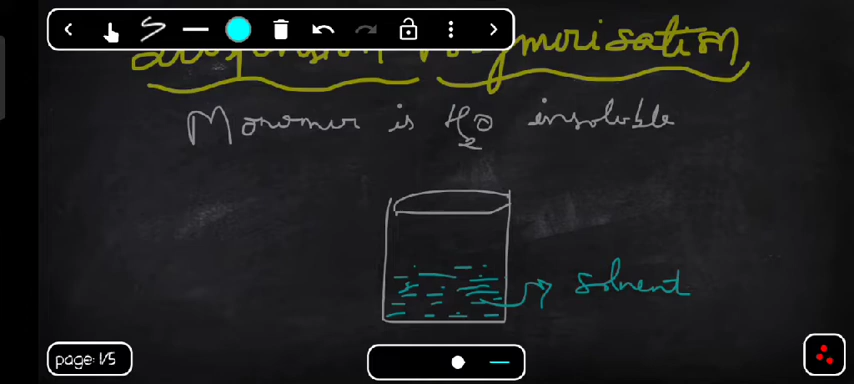 Suspension Polymerisation
Monomer is H2O insoluble
solvent
page: 1/5